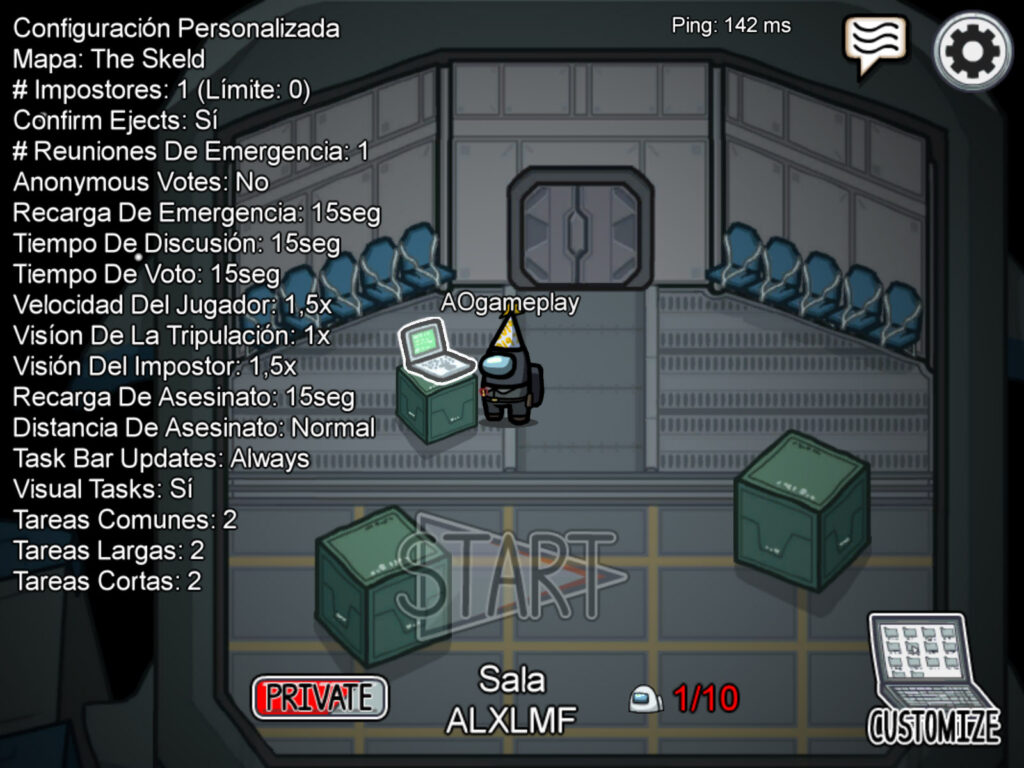 Configuración Personalizada
Mapa: The Skeld
# Impostores: 1 (Límite: 0)
Confirm Ejects: Sí
# Reuniones De Emergencia: 1
Anonymous Votes: No
Recarga De Emergencia: 15seg
Tiempo De Discusión: 15seg
Tiempo De Voto: 15seg
Velocidad Del Jugador: 1,5x
Visíon De La Tripulación: 1x
Visión Del Impostor: 1,5x
Recarga De Asesinato: 15seg
Distancia De Asesinato: Normal
Task Bar Updates: Always
Visual Tasks: Sí
Tareas Comunes: 2
Tareas Largas: 2
Tareas Cortas: 2
Ping: 142 ms
AOgameplay
START
PRIVATE
Sala
ALXLMF
1/10
CUSTOMIZE